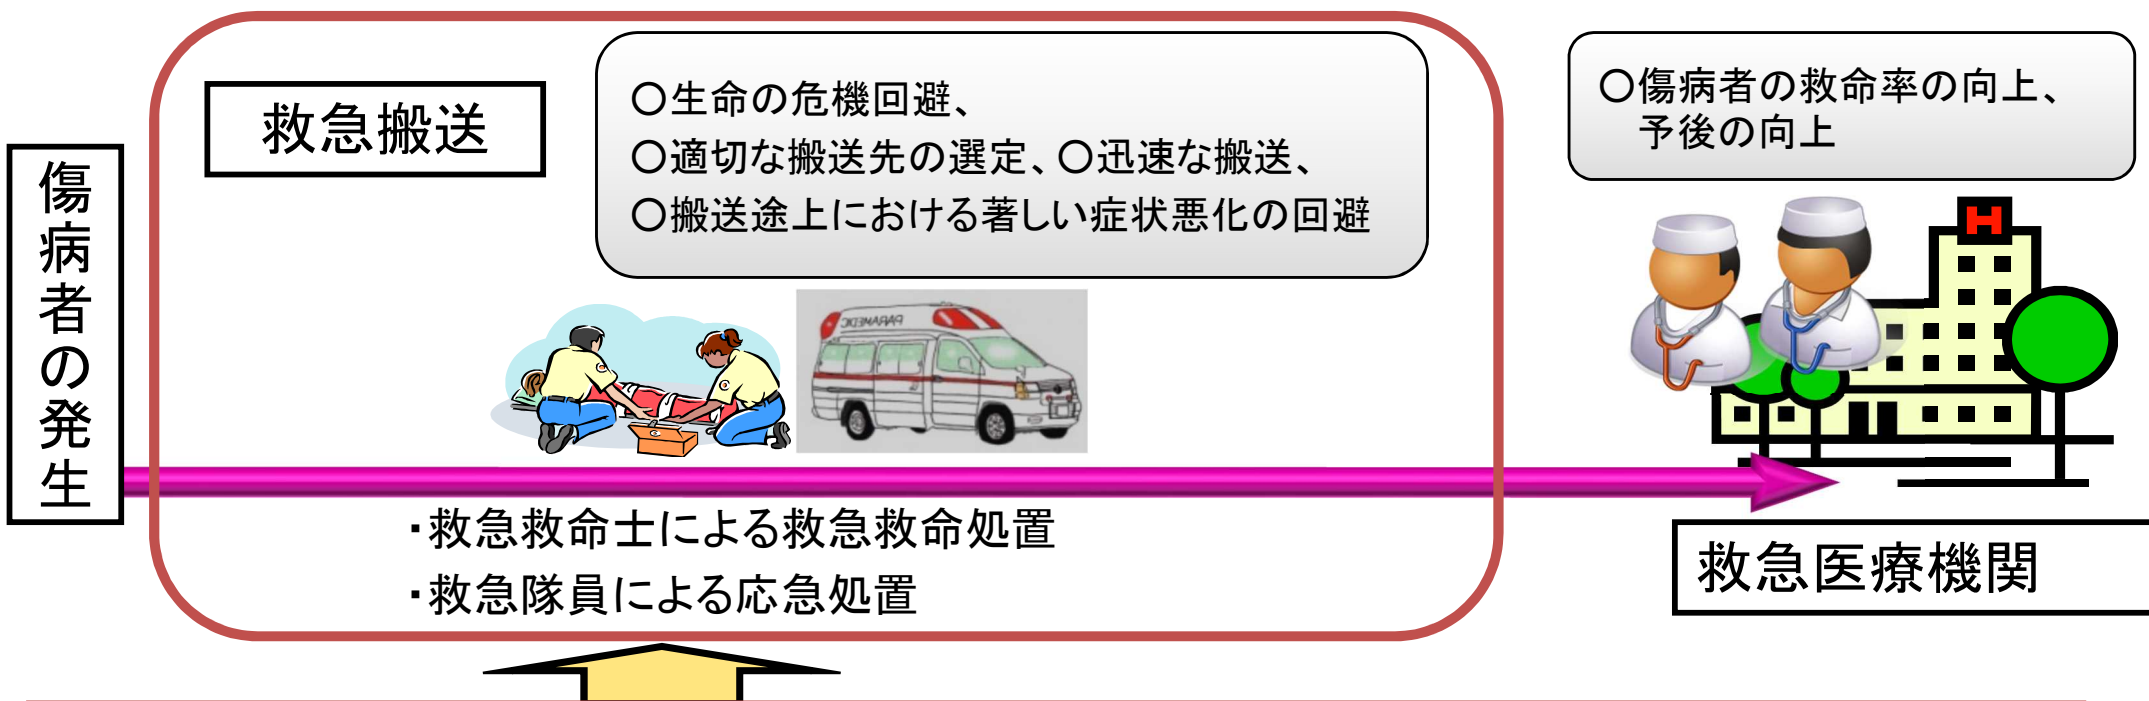 傷病者の発生
救急搬送
○生命の危機回避、
○適切な搬送先の選定、○迅速な搬送、
○搬送途上における著しい症状悪化の回避
○傷病者の救命率の向上、
予後の向上
PARAMEDIC
H
・救急救命士による救急救命処置
・救急隊員による応急処置
救急医療機関